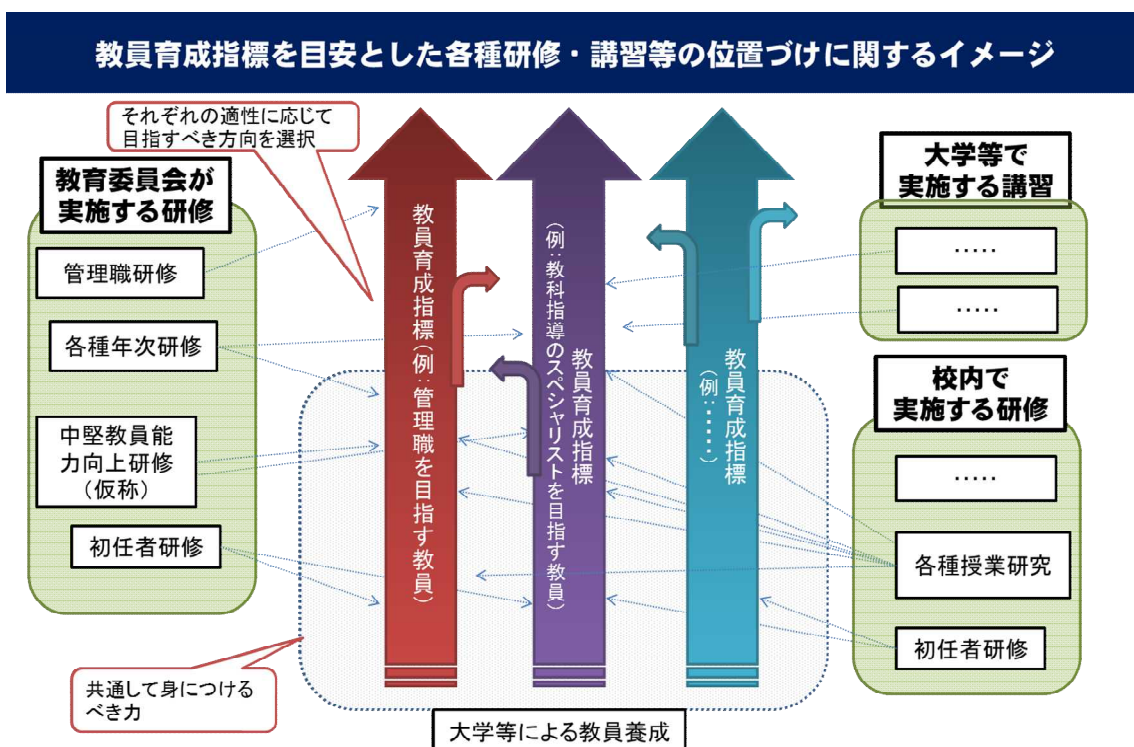 教員育成指標を目安とした各種研修・講習等の位置づけに関するイメージ
それぞれの適性に応じて
目指すべき方向を選択
教育委員会が
実施する研修
管理職研修
各種年次研修
中堅教員能
力向上研修
（仮称）
初任者研修
共通して身につける
べき力
教員育成指標（例：管理職を目指す教員）
教員育成指標
（例：教科指導のスペシャリストを目指す教員）
教員育成指標
（例：……）
大学等で
実施する講習
…..
…..
校内で
実施する研修
…..
各種授業研究
初任者研修
大学等による教員養成